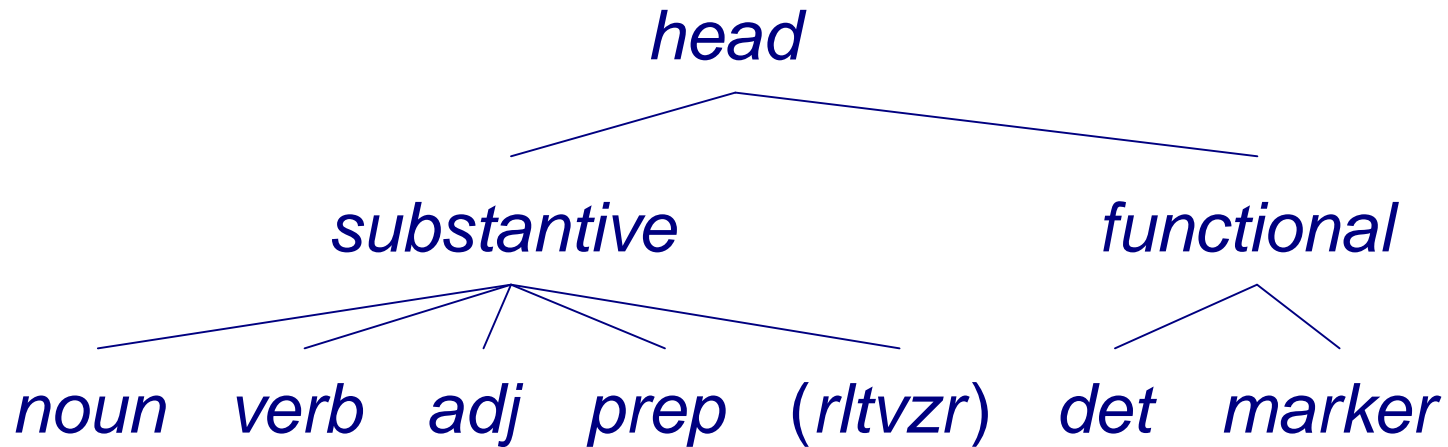 head
substantive functional
noun verb adj prep (rltvzr) det marker